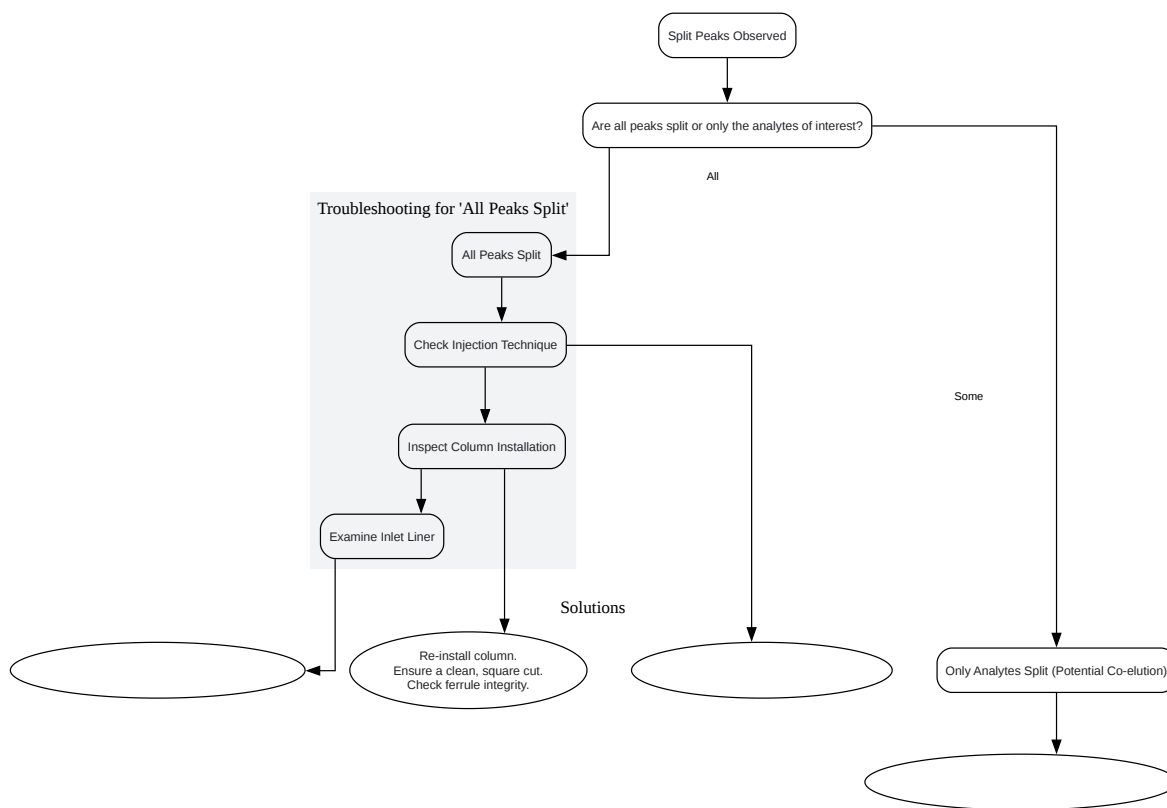 Split Peaks Observed
Are all peaks split or only the analytes of interest?
All
Troubleshooting for 'All Peaks Split'
All Peaks Split
Check Injection Technique
Some
Inspect Column Installation
Examine Inlet Liner
Solutions
Re-install column.
Ensure a clean, square cut.
Check ferrule integrity.
Only Analytes Split (Potential Co-elution)